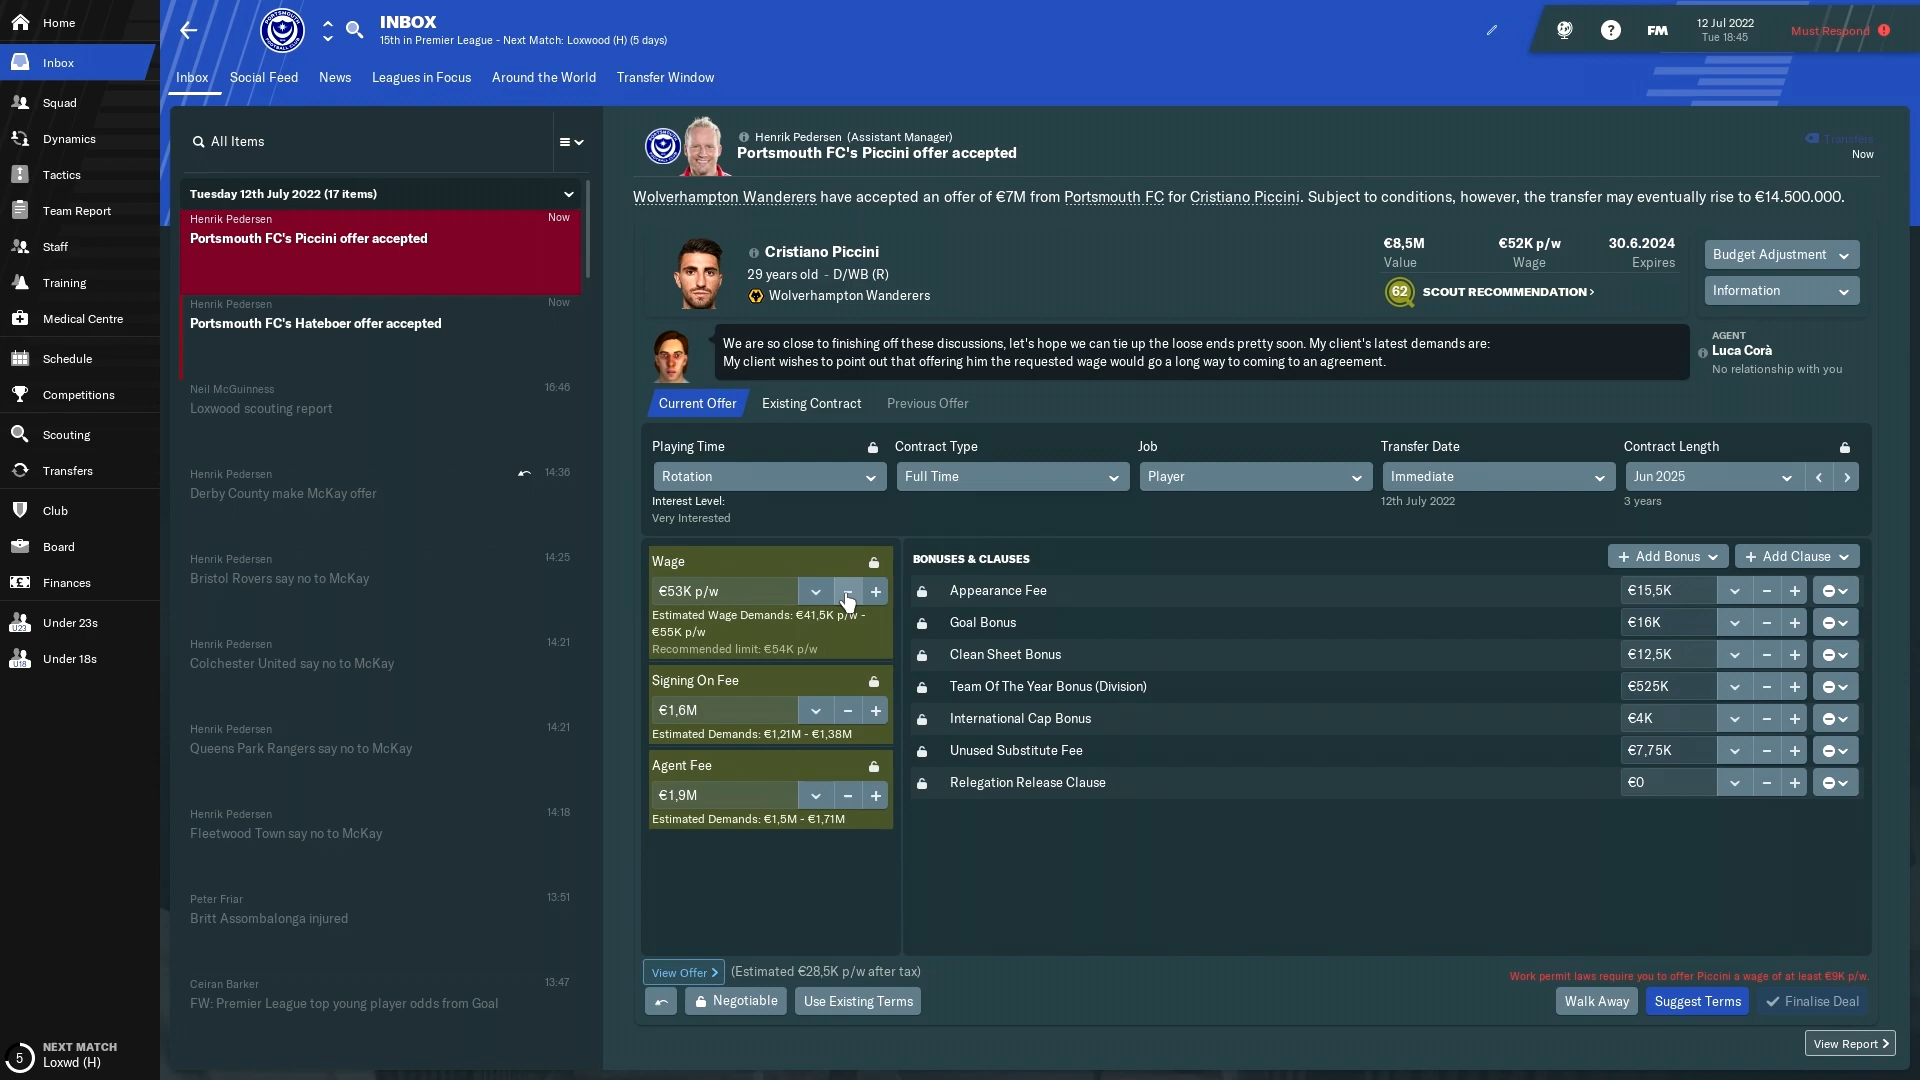 Home
Inbox
Squad
Dynamics
Tactics
Team Report
Staff
Training
Medical Centre
Schedule
Competitions
Scouting
Transfers
Club
Board
Finances
U23
Under 23s
U18
Under 18s
5
NEXT MATCH
Loxwd (H)
INBOX
15th in Premier League - Next Match: Loxwood (H) (5 days)
FM
12 Jul 2022
Tue 18:45
Must Respond
Inbox
Social Feed
News
Leagues in Focus
Around the World
Transfer Window
All Items
Tuesday 12th July 2022 (17 items)
Henrik Pedersen
Now
Portsmouth FC's Piccini offer accepted
Henrik Pedersen
Now
Portsmouth FC's Hateboer offer accepted
Neil McGuinness
16:46
Loxwood scouting report
Henrik Pedersen
14:36
Derby County make McKay offer
Henrik Pedersen
14:25
Bristol Rovers say no to McKay
Henrik Pedersen
14:21
Colchester United say no to McKay
Henrik Pedersen
14:21
Queens Park Rangers say no to McKay
Henrik Pedersen
14:18
Fleetwood Town say no to McKay
Peter Friar
13:51
Britt Assombalonga injured
Ceiran Barker
13:47
FW: Premier League top young player odds from Goal
Henrik Pedersen (Assistant Manager)
Portsmouth FC's Piccini offer accepted
Transfers
Now
Wolverhampton Wanderers have accepted an offer of €7M from Portsmouth FC for Cristiano Piccini. Subject to conditions, however, the transfer may eventually rise to €14.500.000.
Cristiano Piccini
29 years old - D/WB (R)
Wolverhampton Wanderers
€8,5M
Value
€52K p/w
Wage
30.6.2024
Expires
62
SCOUT RECOMMENDATION >
Budget Adjustment
Information
We are so close to finishing off these discussions, let's hope we can tie up the loose ends pretty soon. My client's latest demands are:
My client wishes to point out that offering him the requested wage would go a long way to coming to an agreement.
AGENT
Luca Corà
No relationship with you
Current Offer
Existing Contract
Previous Offer
Playing Time
Contract Type
Job
Transfer Date
Contract Length
Rotation
Full Time
Player
Immediate
Jun 2025
Interest Level:
Very Interested
12th July 2022
3 years
Wage
€53K p/w
Estimated Wage Demands: €41,5K p/w -
€55K p/w
Recommended limit: €54K p/w
Signing On Fee
€1,6M
Estimated Demands: €1,21M - €1,38M
Agent Fee
€1,9M
Estimated Demands: €1,5M - €1,71M
BONUSES & CLAUSES
+ Add Bonus
+ Add Clause
Appearance Fee
€15,5K
Goal Bonus
€16K
Clean Sheet Bonus
€12,5K
Team Of The Year Bonus (Division)
€525K
International Cap Bonus
€4K
Unused Substitute Fee
€7,75K
Relegation Release Clause
€0
View Offer >
(Estimated €28,5K p/w after tax)
Work permit laws require you to offer Piccini a wage of at least €9K p/w.
Negotiable
Use Existing Terms
Walk Away
Suggest Terms
Finalise Deal
View Report >